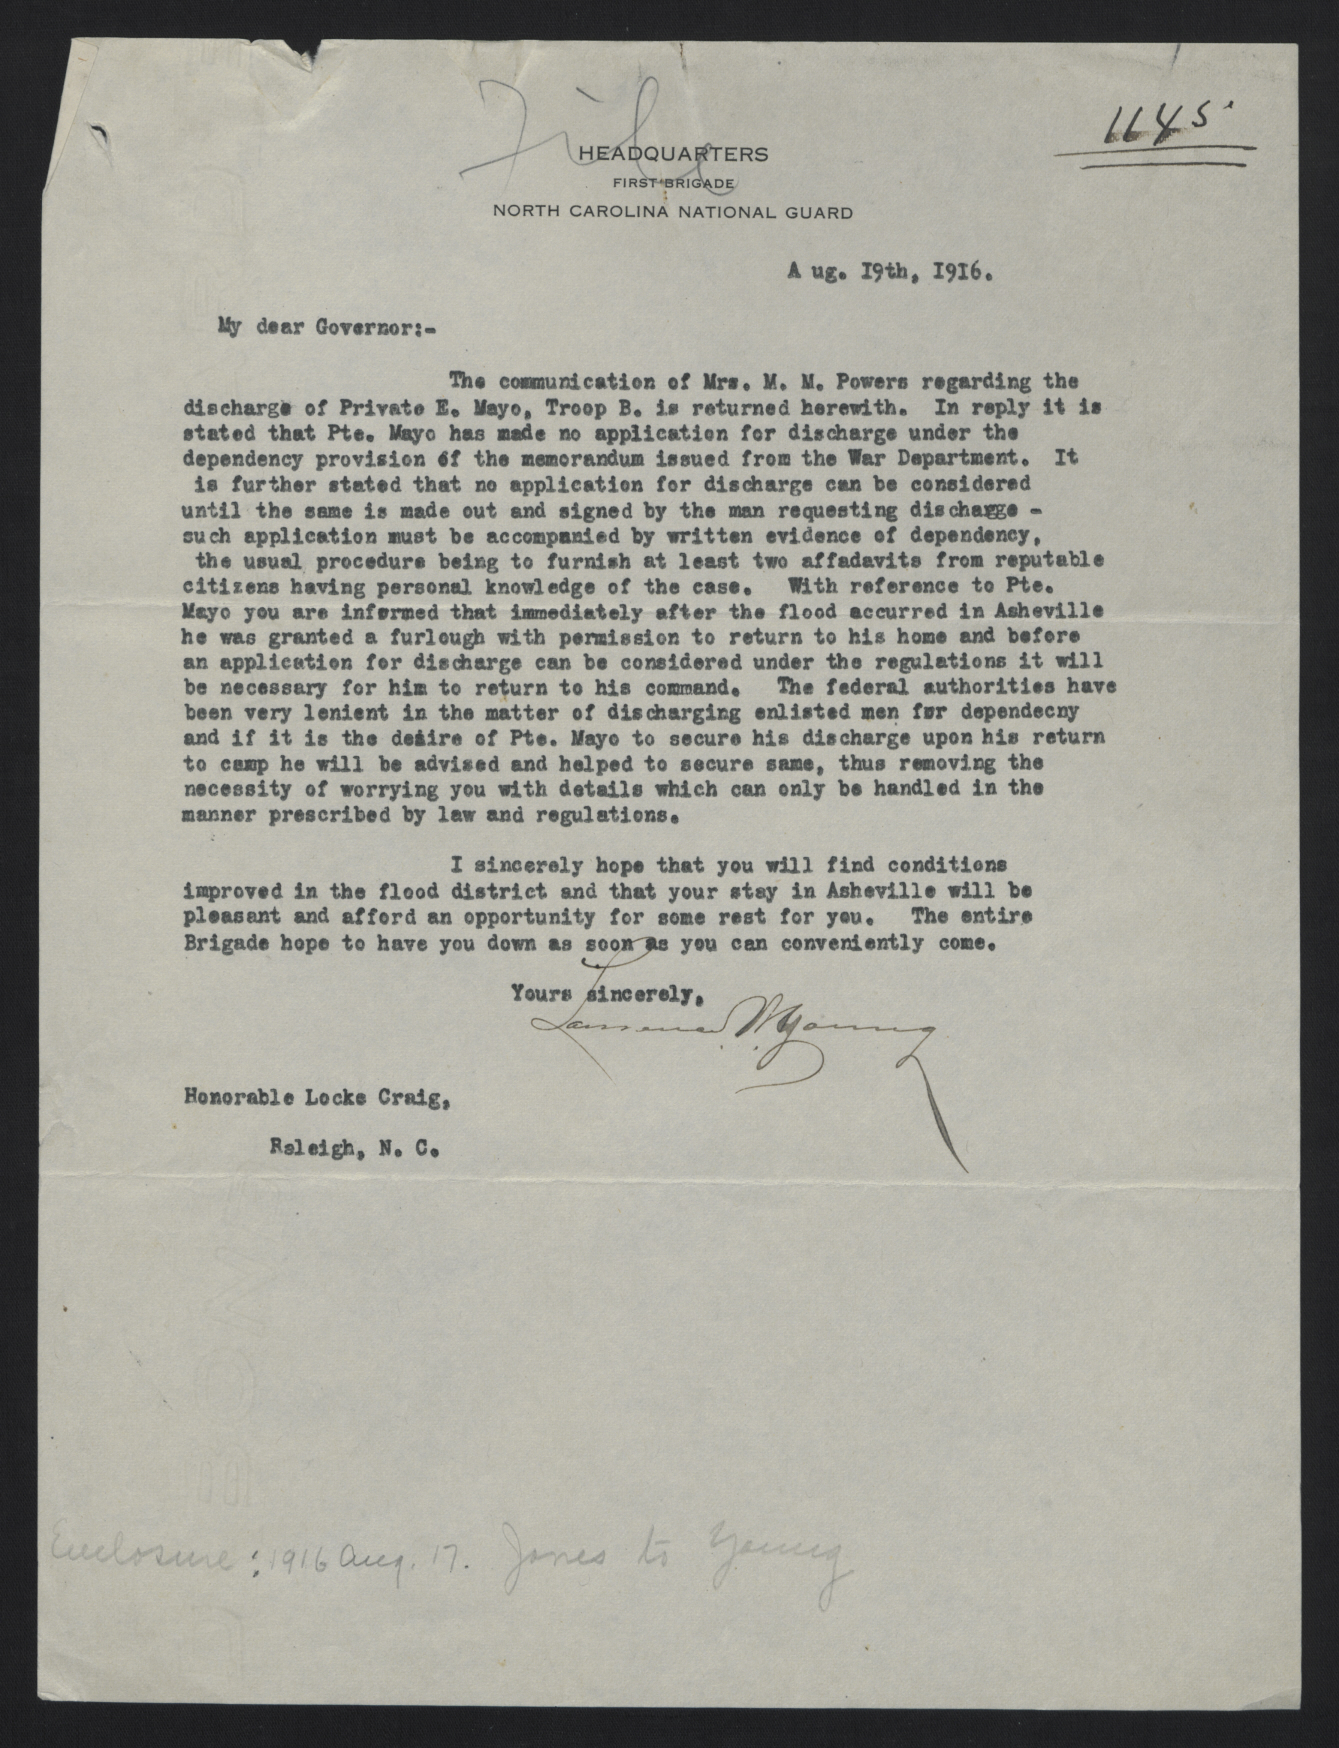 File
1145
HEADQUARTERS
FIRST BRIGADE
NORTH CAROLINA NATIONAL GUARD
A ug. I9th, I9I6.
My dear Governor:-
The communication of Mrs. M. M. Powers regarding the
discharge of Private E. Mayo, Troop B. is returned herewith. In reply it is
stated that Pte. Mayo has made no application for discharge under the
dependency provision of the memorandum issued from the War Department. It
is further stated that no application for discharge can be considered
until the same is made out and signed by the man requesting discharge -
such application must be accompanied by written evidence of dependency,
the usual procedure being to furnish at least two affadavits from reputable
citizens having personal knowledge of the case. With reference to Pte.
Mayo you are informed that immediately after the flood accurred in Asheville
he was granted a furlough with permission to return to his home and before
an application for discharge can be considered under the regulations it will
be necessary for him to return to his command. The federal authorities have
been very lenient in the matter of discharging enlisted men for dependecny
and if it is the desire of Pte. Mayo to secure his discharge upon his return
to camp he will be advised and helped to secure same, thus removing the
necessity of worrying you with details which can only be handled in the
manner prescribed by law and regulations.
I sincerely hope that you will find conditions
improved in the flood district and that your stay in Asheville will be
pleasant and afford an opportunity for some rest for you. The entire
Brigade hope to have you down as soon as you can conveniently come.
Yours sincerely,
Laurence W. Young
Honorable Locke Craig,
Raleigh, N. C.
Enclosure: 1916 Aug. 17. Jones to Young